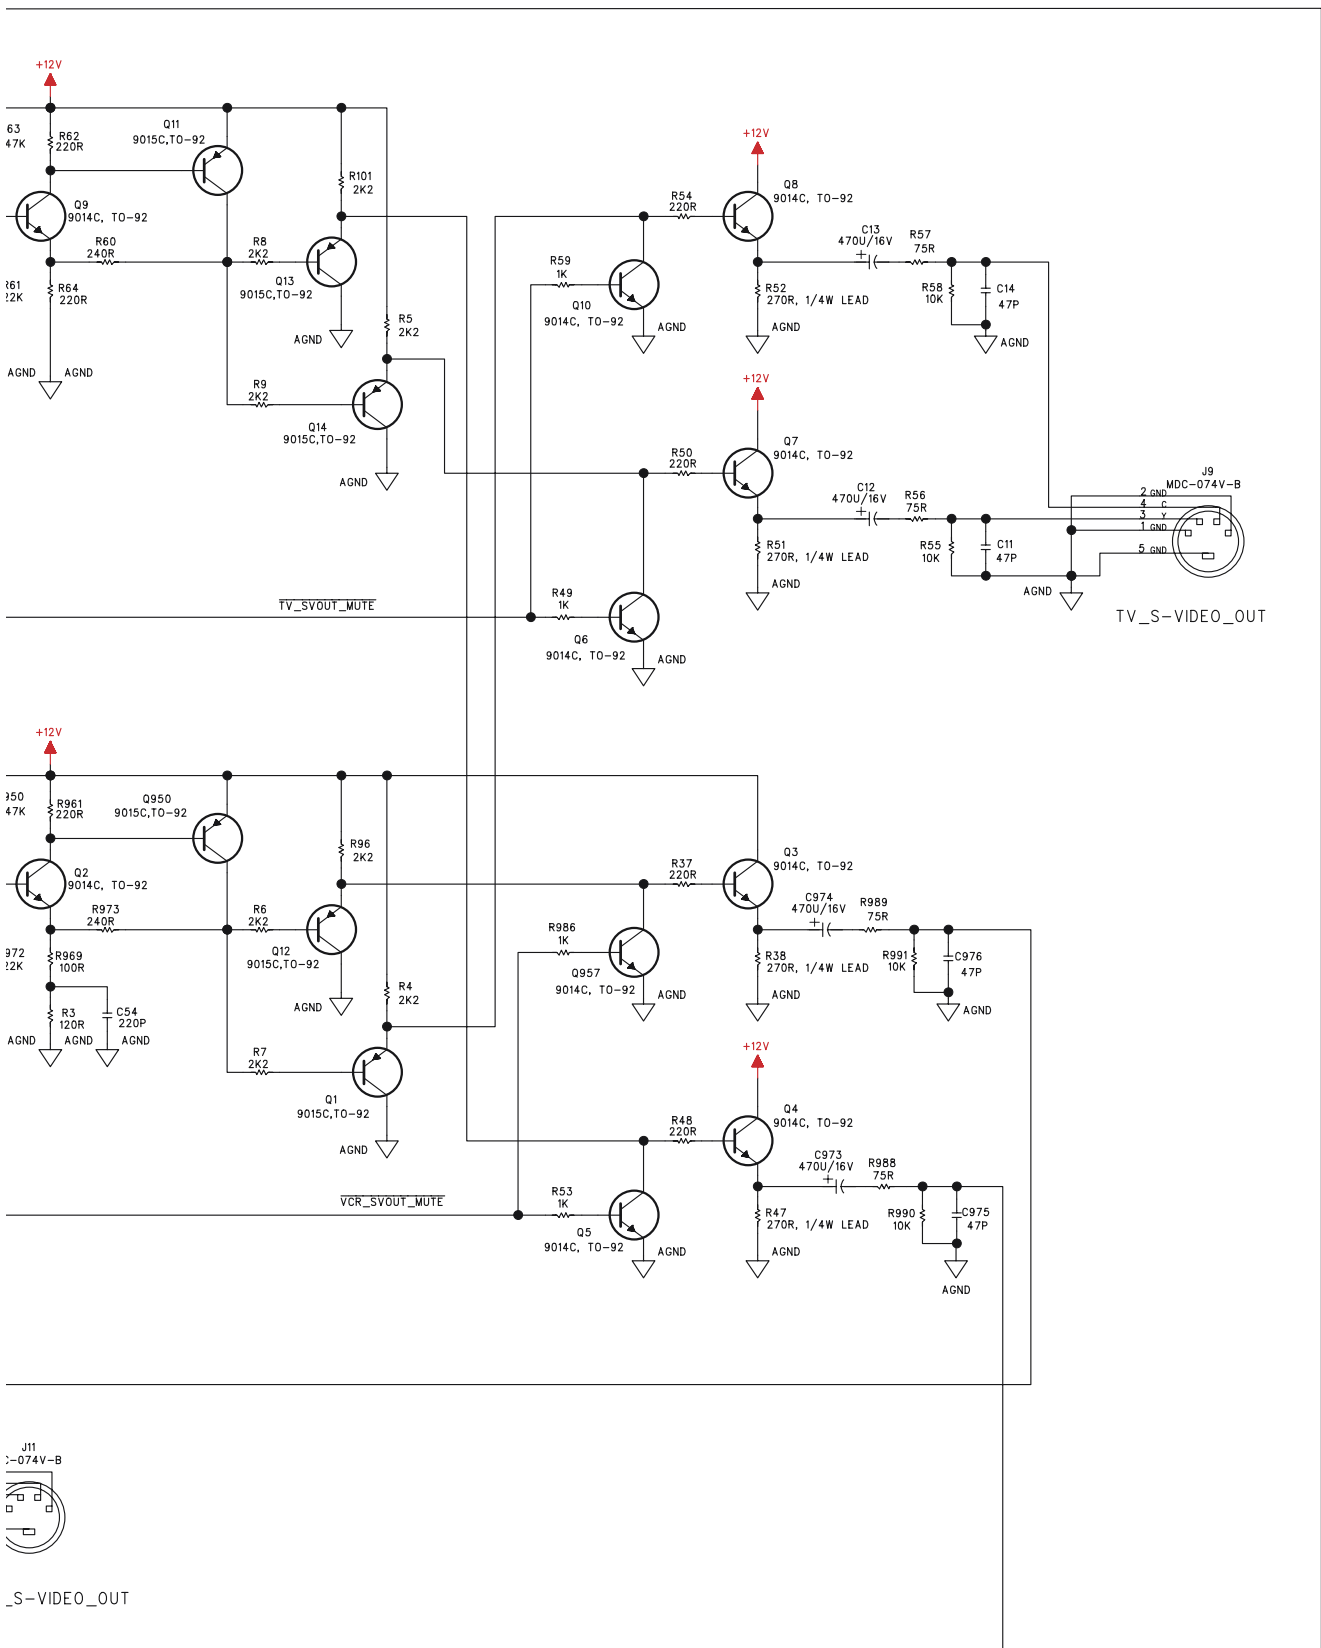 +12V
63
47K
R62
220R
Q11
9015C,TO-92
R101
2K2
Q9
9014C, TO-92
R60
240R
R8
2K2
Q13
9015C,TO-92
R61
22K
R64
220R
AGND
R5
2K2
AGND
AGND
R9
2K2
Q14
9015C,TO-92
AGND
+12V
Q8
9014C, TO-92
R54
220R
C13
470U/16V
+
R57
75R
R59
1K
Q10
9014C, TO-92
AGND
R52
270R, 1/4W LEAD
AGND
R58
10K
C14
47P
AGND
+12V
Q7
9014C, TO-92
R50
220R
C12
470U/16V
+
R56
75R
R51
270R, 1/4W LEAD
AGND
R55
10K
C11
47P
AGND
J9
MDC-074V-B
2 GND
4 C
3 Y
1 GND
5 GND
TV_S-VIDEO_OUT
TV_SVOUT_MUTE
R49
1K
Q6
9014C, TO-92
AGND
+12V
950
47K
R961
220R
Q950
9015C,TO-92
R96
2K2
Q2
9014C, TO-92
R973
240R
R6
2K2
Q12
9015C,TO-92
972
22K
R969
100R
R3
120R
C54
220P
AGND
AGND
AGND
AGND
R4
2K2
R7
2K2
Q1
9015C,TO-92
AGND
R37
220R
Q3
9014C, TO-92
C974
470U/16V
+
R989
75R
R986
1K
Q957
9014C, TO-92
AGND
R38
270R, 1/4W LEAD
AGND
R991
10K
C976
47P
AGND
+12V
Q4
9014C, TO-92
R48
220R
C973
470U/16V
+
R988
75R
VCR_SVOUT_MUTE
R53
1K
Q5
9014C, TO-92
AGND
R47
270R, 1/4W LEAD
AGND
R990
10K
C975
47P
AGND
J11
C-074V-B
_S-VIDEO_OUT